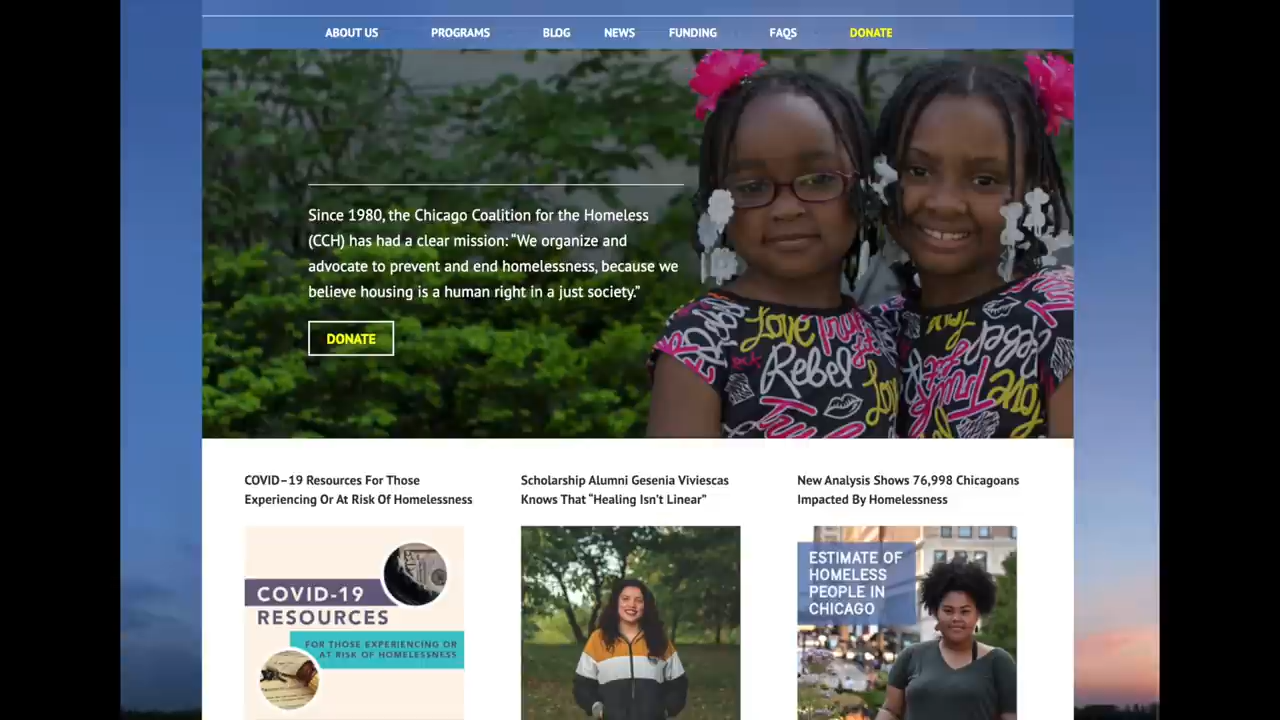 ABOUT US PROGRAMS BLOG NEWS FUNDING FAQS DONATE
Since 1980, the Chicago Coalition for the Homeless
(CCH) has had a clear mission: “We organize and
advocate to prevent and end homelessness, because we
believe housing is a human right in a just society.”
DONATE
Love
Rebel
Love
COVID–19 Resources For Those
Experiencing Or At Risk Of Homelessness
Scholarship Alumni Gesenia Viviescas
Knows That “Healing Isn’t Linear”
New Analysis Shows 76,998 Chicagoans
Impacted By Homelessness
COVID-19
RESOURCES
FOR THOSE EXPERIENCING OR
AT RISK OF HOMELESSNESS
ESTIMATE OF
HOMELESS
PEOPLE IN
CHICAGO